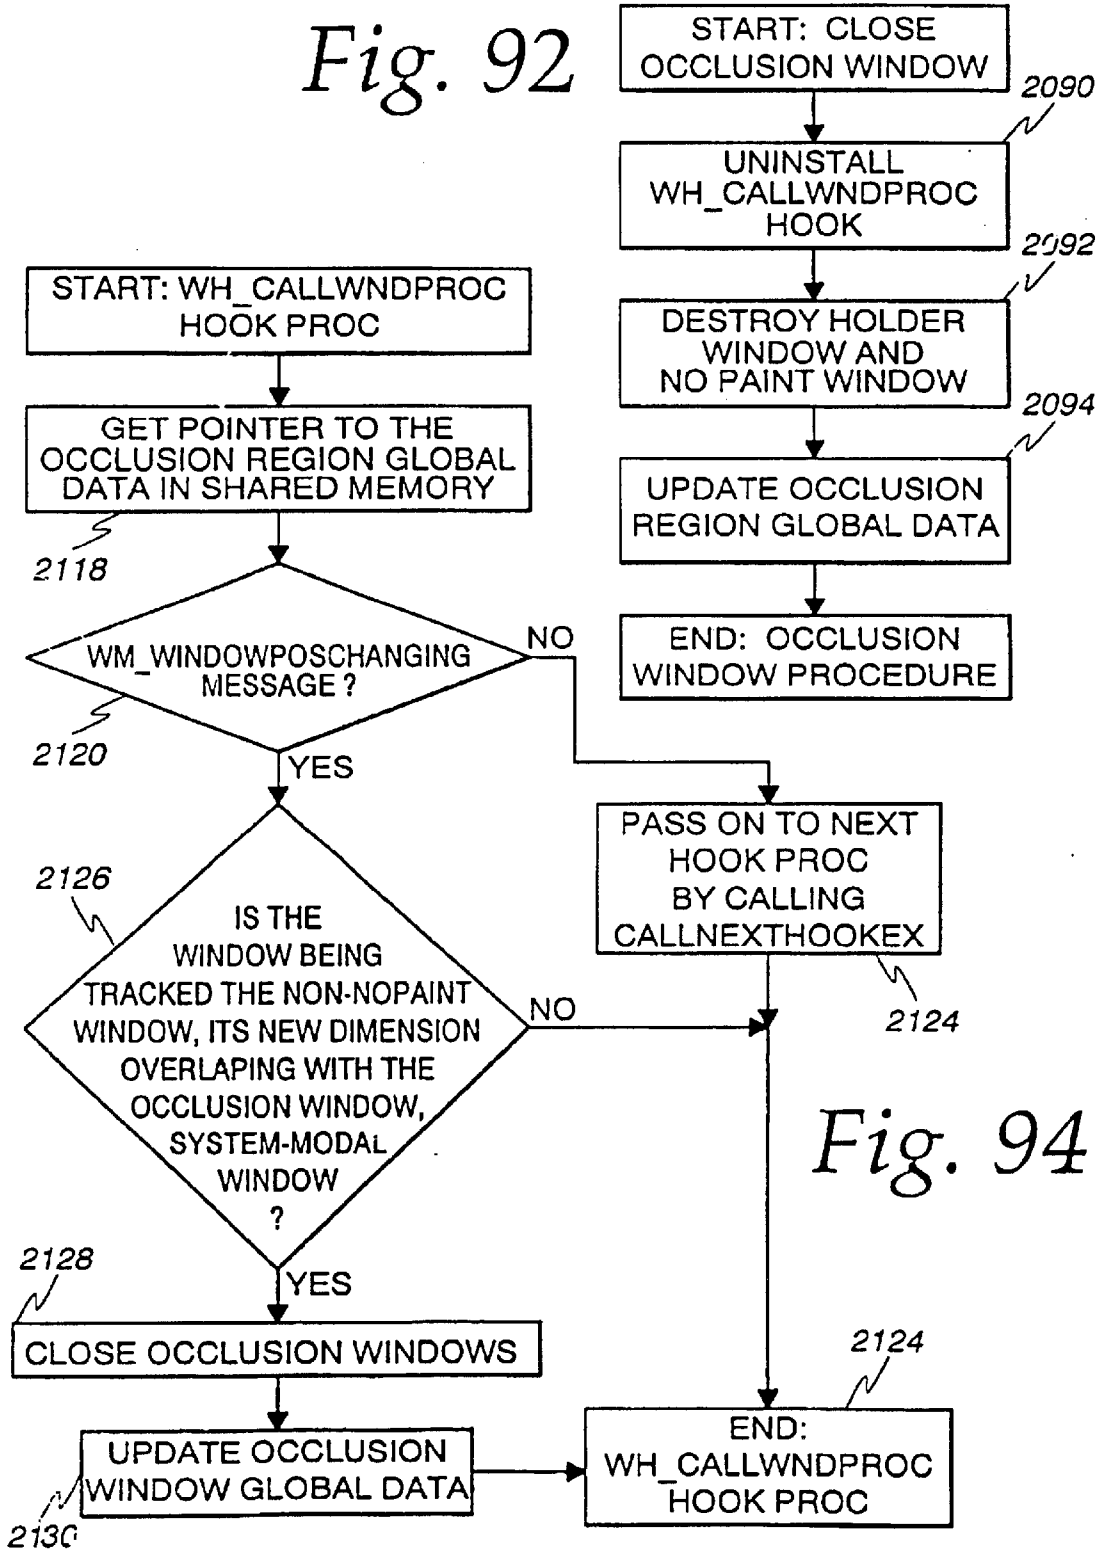 Fig. 92
START: CLOSE
OCCLUSION WINDOW
2090
UNINSTALL
WH_CALLWNDPROC
HOOK
2092
DESTROY HOLDER
WINDOW AND
NO PAINT WINDOW
2094
UPDATE OCCLUSION
REGION GLOBAL DATA
END: OCCLUSION
WINDOW PROCEDURE
START: WH_CALLWNDPROC
HOOK PROC
GET POINTER TO THE
OCCLUSION REGION GLOBAL
DATA IN SHARED MEMORY
2118
WM_WINDOWPOSCHANGING
MESSAGE?
NO
2120
YES
PASS ON TO NEXT
HOOK PROC
BY CALLING
CALLNEXTHOOKEX
2124
2126
IS THE
WINDOW BEING
TRACKED THE NON-NOPAINT
WINDOW, ITS NEW DIMENSION
OVERLAPING WITH THE
OCCLUSION WINDOW,
SYSTEM-MODAL
WINDOW
?
NO
YES
Fig. 94
2128
CLOSE OCCLUSION WINDOWS
UPDATE OCCLUSION
WINDOW GLOBAL DATA
2130
2124
END:
WH_CALLWNDPROC
HOOK PROC